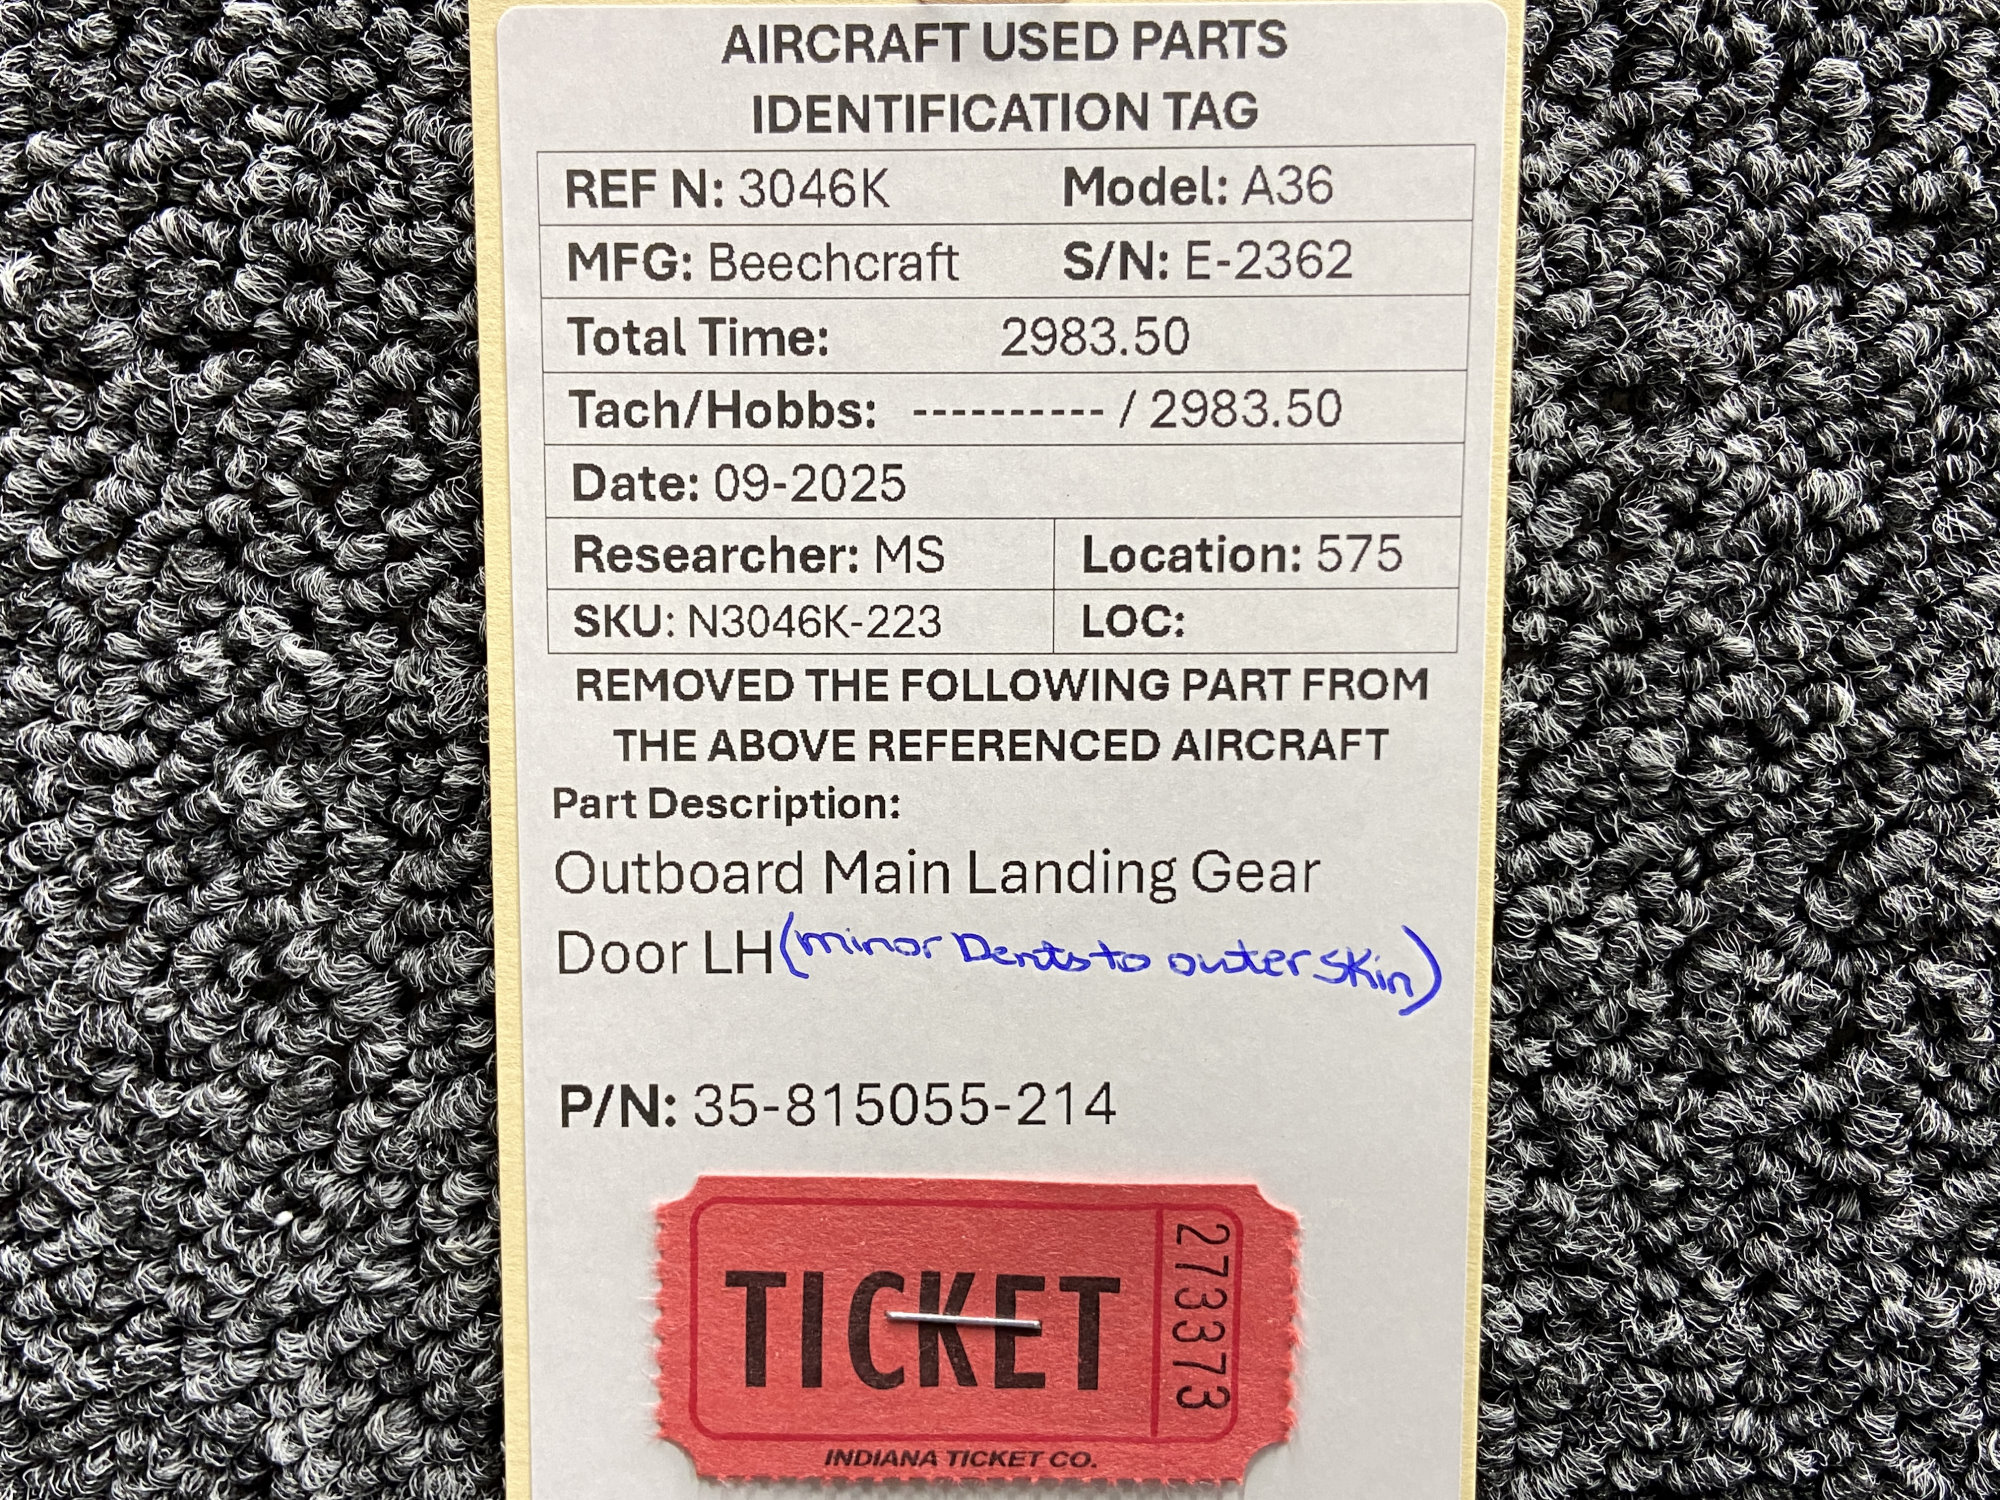 AIRCRAFT USED PARTS
IDENTIFICATION TAG
REF N: 3046K Model: A36
MFG: Beechcraft S/N: E-2362
Total Time: 2983.50
Tach/Hobbs: ---------- / 2983.50
Date: 09-2025
Researcher: MS Location: 575
SKU: N3046K-223 LOC:
REMOVED THE FOLLOWING PART FROM
THE ABOVE REFERENCED AIRCRAFT
Part Description:
Outboard Main Landing Gear
Door LH (minor Dents to outer skin)
P/N: 35-815055-214
TICKET
273373
INDIANA TICKET CO.